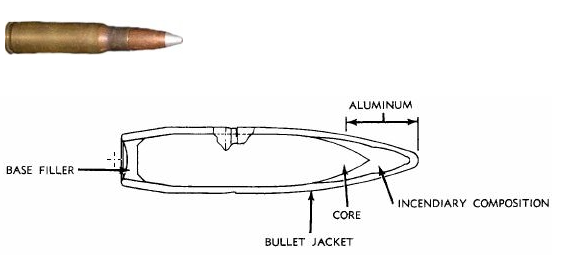 ALUMINUM
BASE FILLER
INCENDIARY COMPOSITION
CORE
BULLET JACKET